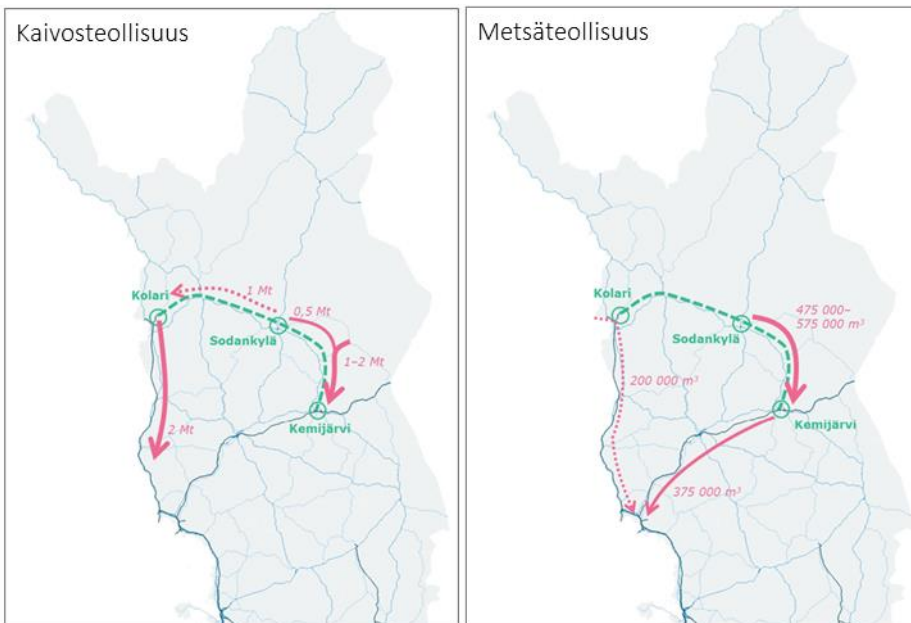 Kaivosteollisuus
Kolari
1 Mt
0,5 Mt
Sodankylä
1–2 Mt
Kemijärvi
2 Mt
Metsäteollisuus
Kolari
475 000–
575 000 m³
Sodankylä
200 000 m³
Kemijärvi
375 000 m³